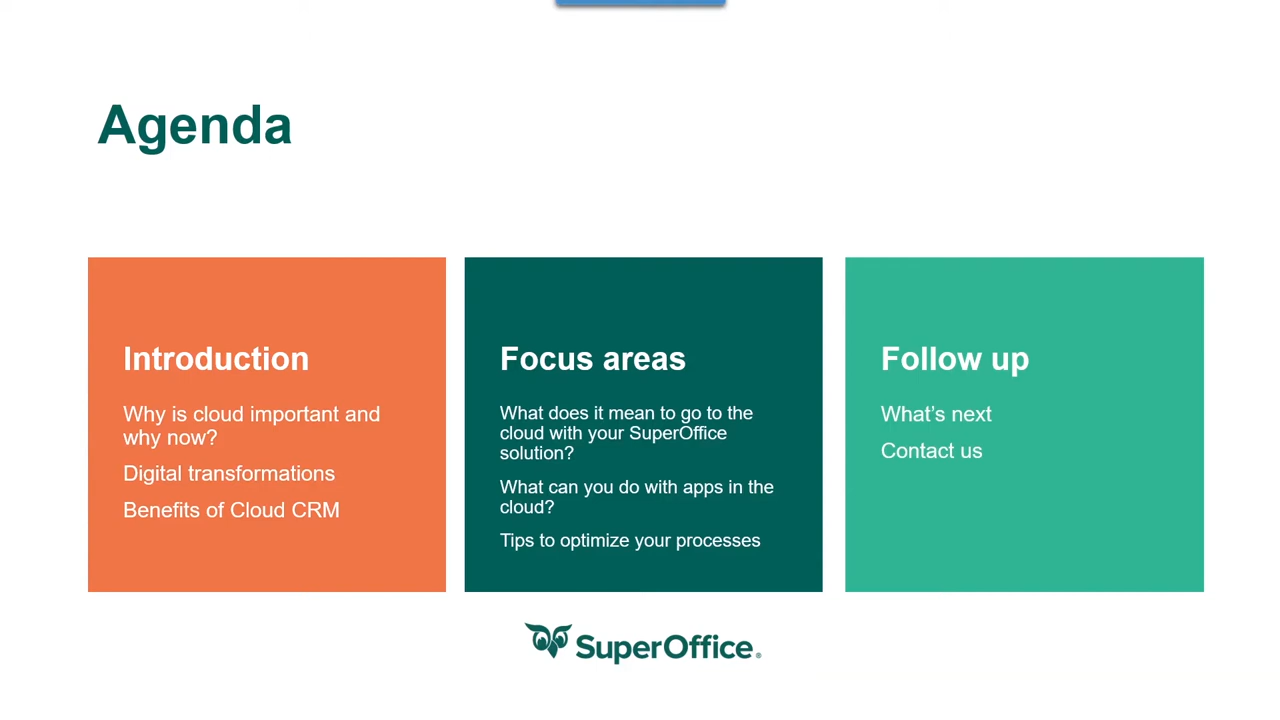 Agenda
Introduction
Why is cloud important and
why now?
Digital transformations
Benefits of Cloud CRM
Focus areas
What does it mean to go to the
cloud with your SuperOffice
solution?
What can you do with apps in the
cloud?
Tips to optimize your processes
Follow up
What’s next
Contact us
SuperOffice®